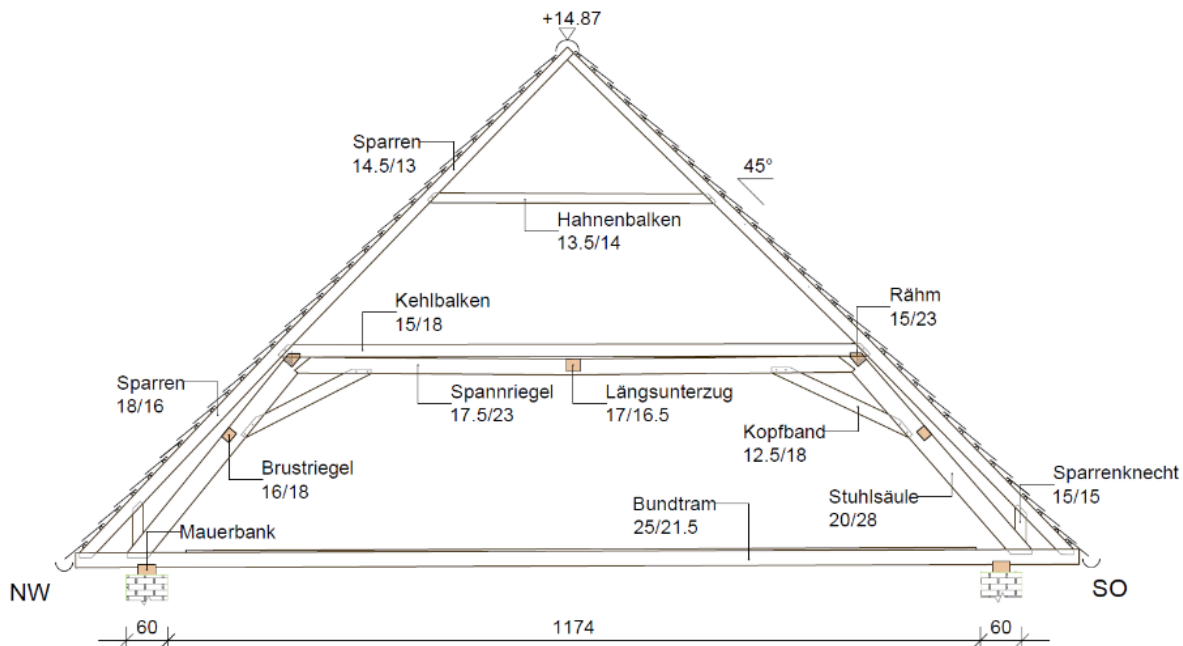 +14.87
Sparren
14.5/13
45°
Hahnenbalken
13.5/14
Kehlbalken
15/18
Rähm
15/23
Sparren
18/16
Spannriegel
17.5/23
Längsunterzug
17/16.5
Kopfband
12.5/18
Brustriegel
16/18
Sparrenknecht
15/15
Stuhlsäule
20/28
Bundtram
25/21.5
Mauerbank
NW
SO
60
1174
60